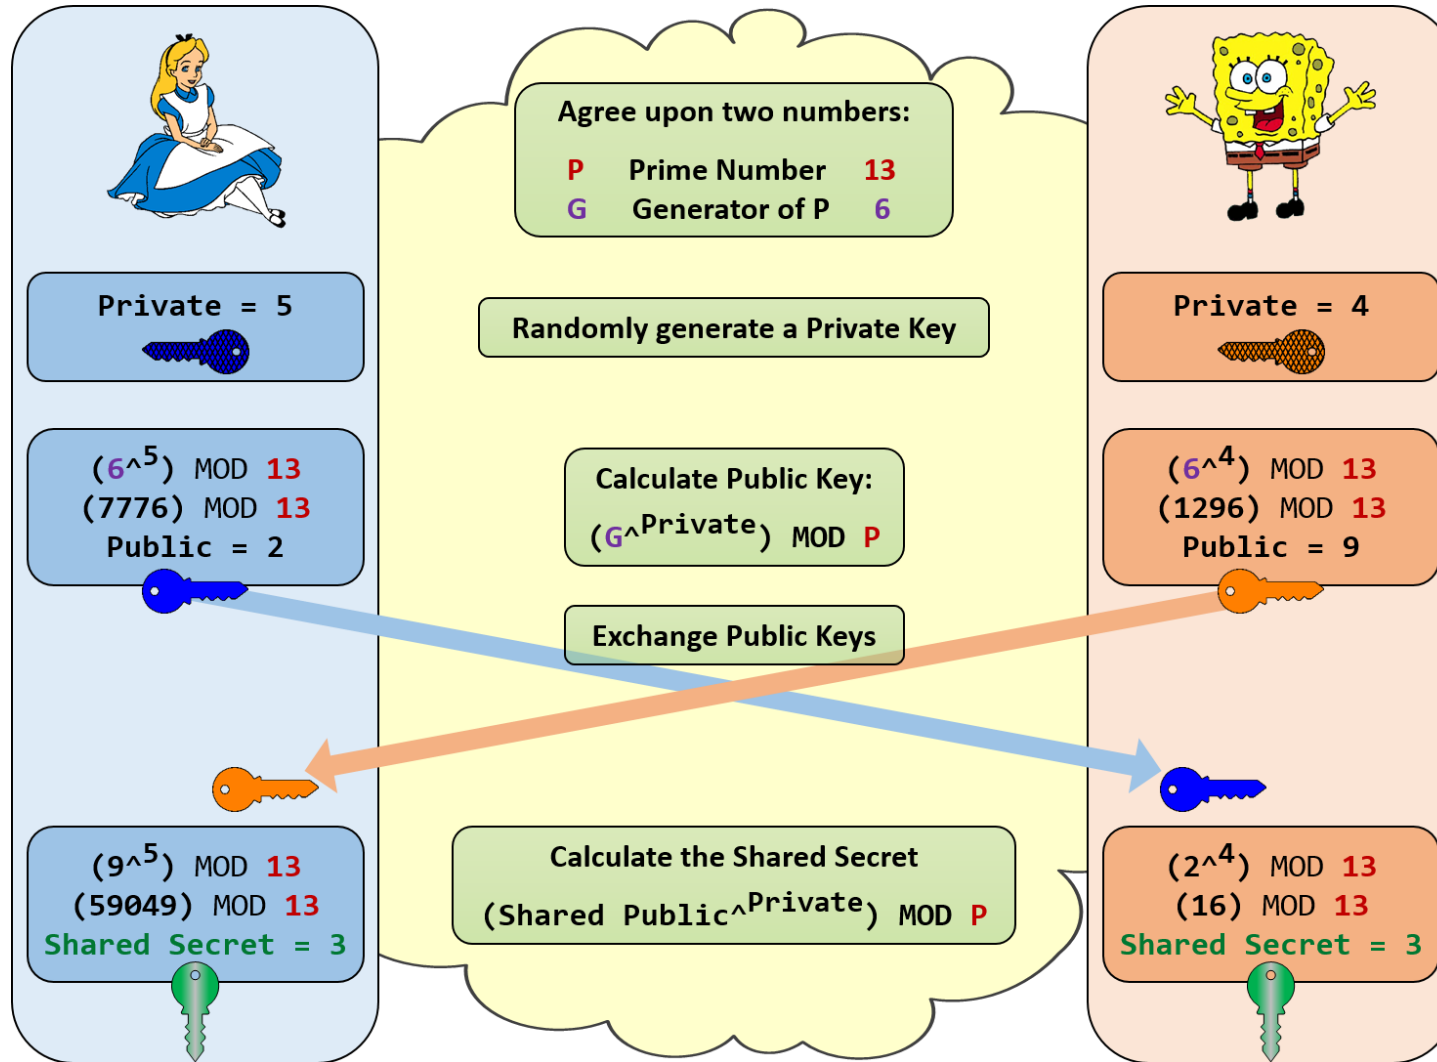 Agree upon two numbers:
P Prime Number 13
G Generator of P 6
Private = 5
Randomly generate a Private Key
Private = 4
(6^5) MOD 13
(7776) MOD 13
Public = 2
Calculate Public Key:
(G^Private) MOD P
(6^4) MOD 13
(1296) MOD 13
Public = 9
Exchange Public Keys
(9^5) MOD 13
(59049) MOD 13
Shared Secret = 3
Calculate the Shared Secret
(Shared Public^Private) MOD P
(2^4) MOD 13
(16) MOD 13
Shared Secret = 3